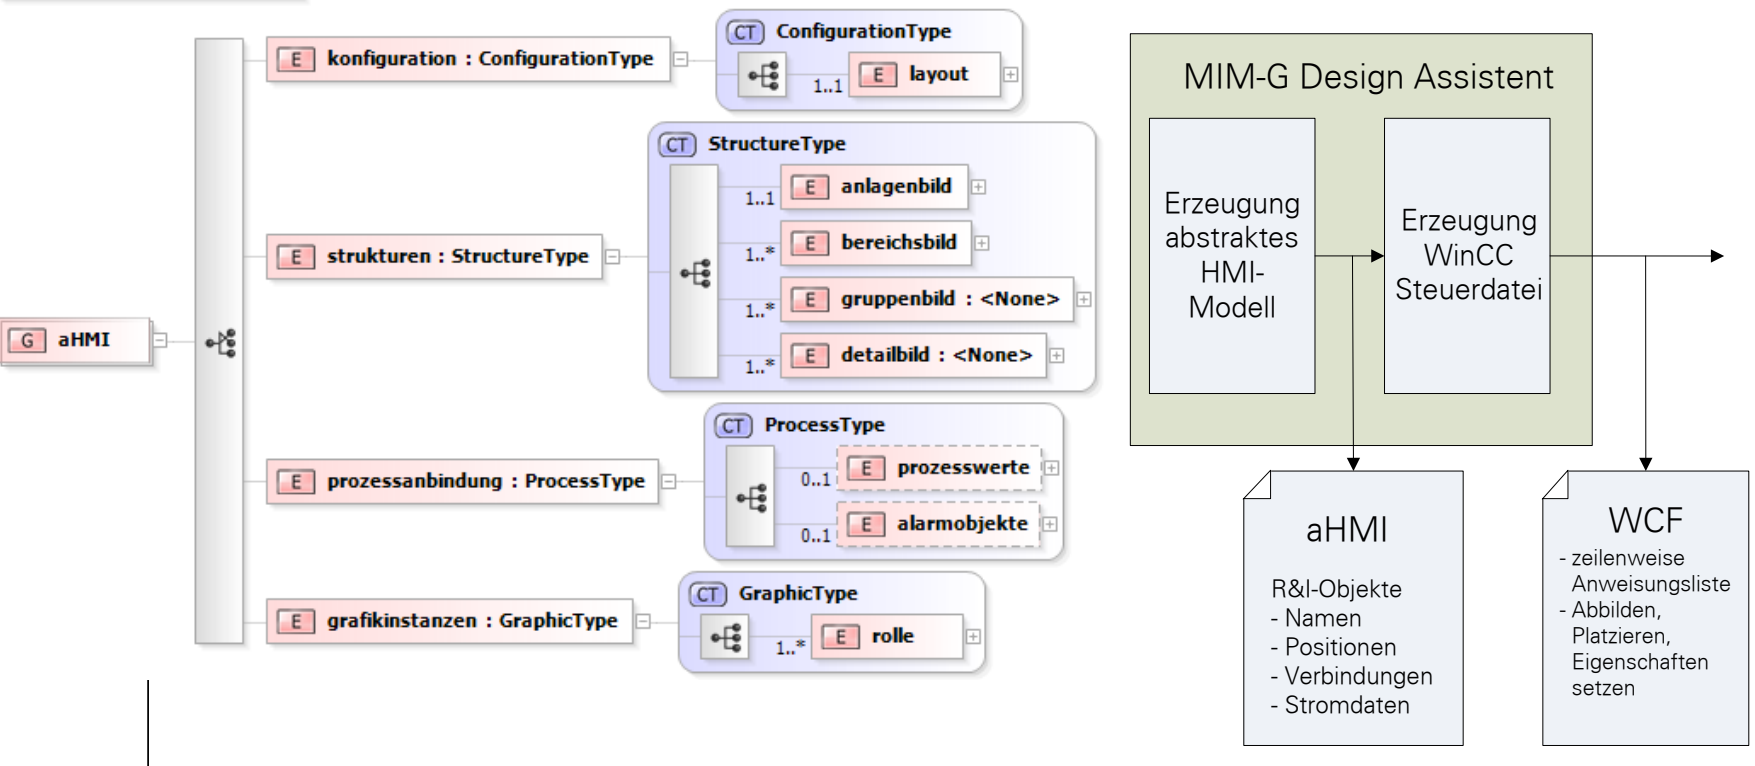 CT ConfigurationType
E konfiguration : ConfigurationType
1..1 E layout
CT StructureType
1..1 E anlagenbild
1..* E bereichsbild
E strukturen : StructureType
1..* E gruppenbild : <None>
1..* E detailbild : <None>
G aHMI
CT ProcessType
0..1 E prozesswerte
E prozessanbindung : ProcessType
0..1 E alarmobjekte
CT GraphicType
E grafikinstanzen : GraphicType
1..* E rolle
MIM-G Design Assistent
Erzeugung
abstraktes
HMI-
Modell
Erzeugung
WinCC
Steuerdatei
aHMI
R&I-Objekte
- Namen
- Positionen
- Verbindungen
- Stromdaten
WCF
- zeilenweise
Anweisungsliste
- Abbilden,
Platzieren,
Eigenschaften
setzen